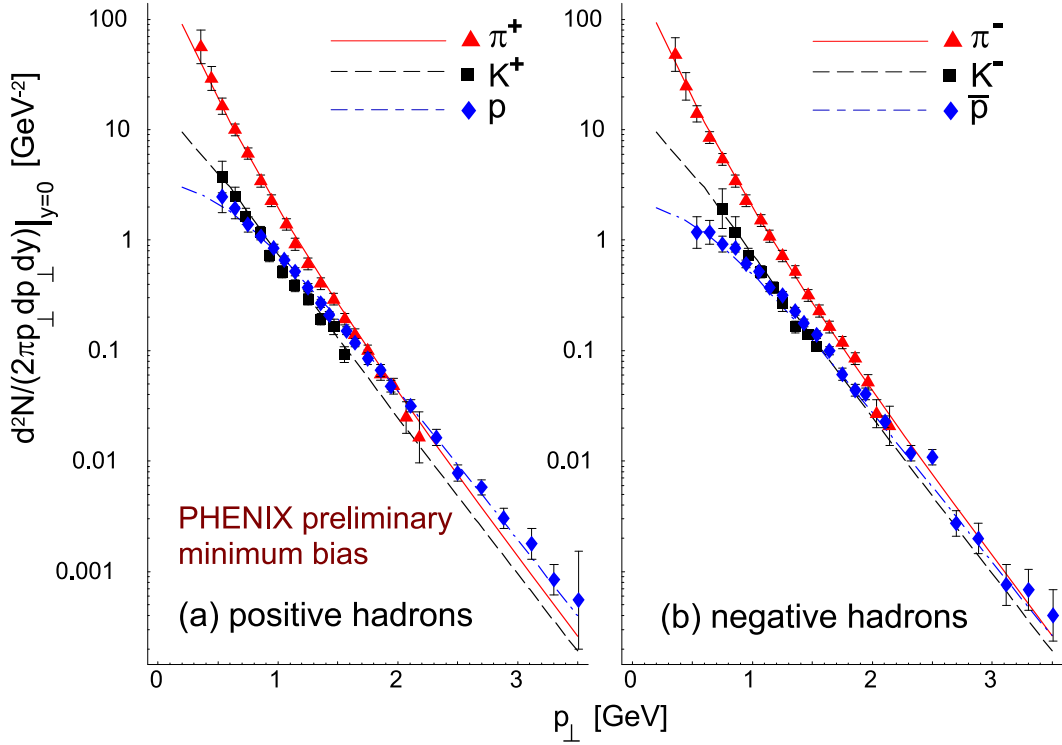 d²N/(2πp⊥ dp⊥ dy)|y=0 [GeV⁻²]
100
10
1
0.1
0.01
0.001
π⁺
K⁺
p
PHENIX preliminary
minimum bias
(a) positive hadrons
0 1 2 3
100
10
1
0.1
0.01
0.001
π⁻
K⁻
p̅
(b) negative hadrons
0 1 2 3
p⊥ [GeV]